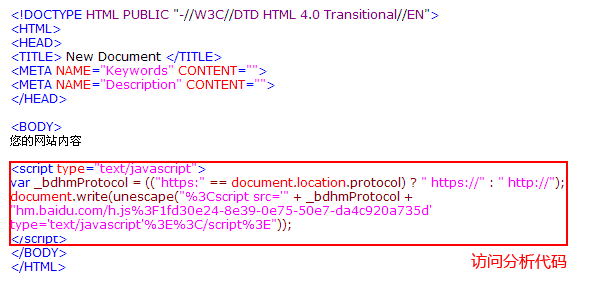 <!DOCTYPE HTML PUBLIC "-//W3C//DTD HTML 4.0 Transitional//EN">
<HTML>
<HEAD>
<TITLE> New Document </TITLE>
<META NAME="Keywords" CONTENT="">
<META NAME="Description" CONTENT="">
</HEAD>
<BODY>
您的网站内容
<script type="text/javascript">
var _bdhmProtocol = (("https:" == document.location.protocol) ? " https://" : " http://");
document.write(unescape("%3Cscript src='" + _bdhmProtocol +
"hm.baidu.com/h.js%3F1fd30e24-8e39-0e75-50e7-da4c920a735d'
type='text/javascript'%3E%3C/script%3E"));
</script>
</BODY>
</HTML>
访问分析代码